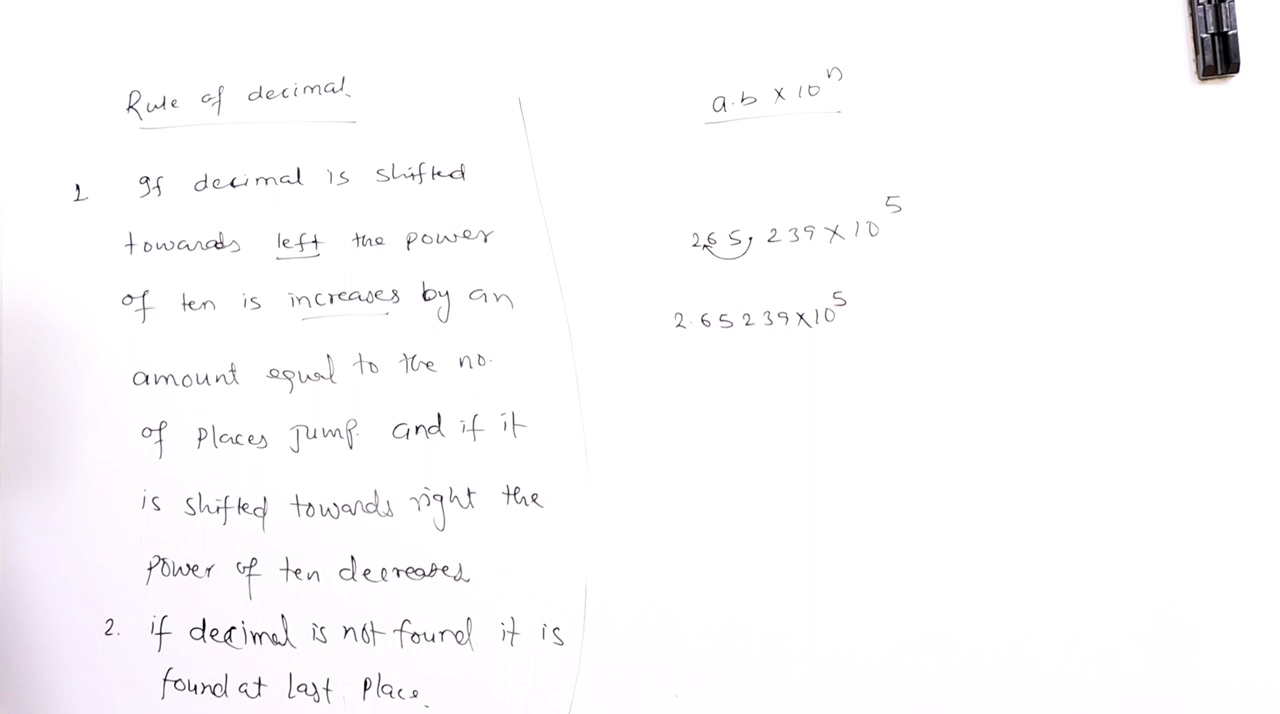 Rule of decimal.
1 If decimal is shifted
towards left the power
of ten is increases by an
amount equal to the no.
of places jump. and if it
is shifted towards right the
power of ten decreases
2. if decimal is not found it is
found at last place.
a.b × 10^n
265.239 × 10^5
2.65239 × 10^5